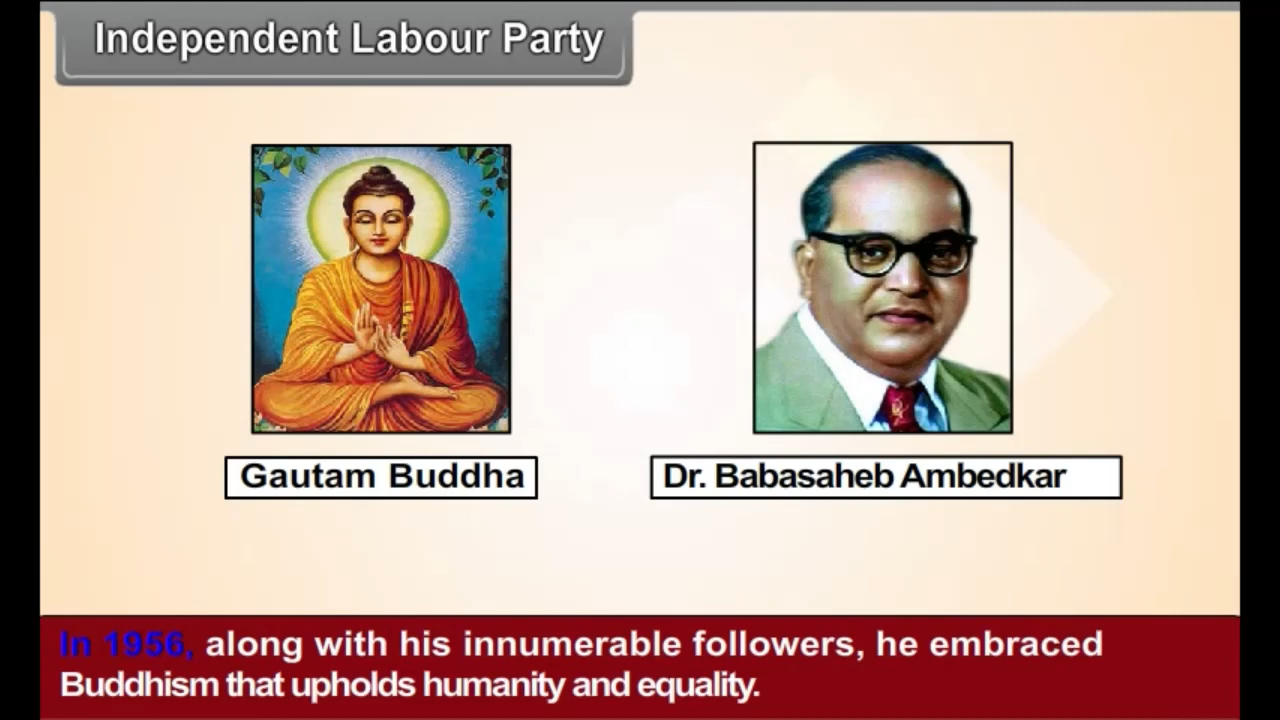 Independent Labour Party
Gautam Buddha
Dr. Babasaheb Ambedkar
In 1956, along with his innumerable followers, he embraced
Buddhism that upholds humanity and equality.